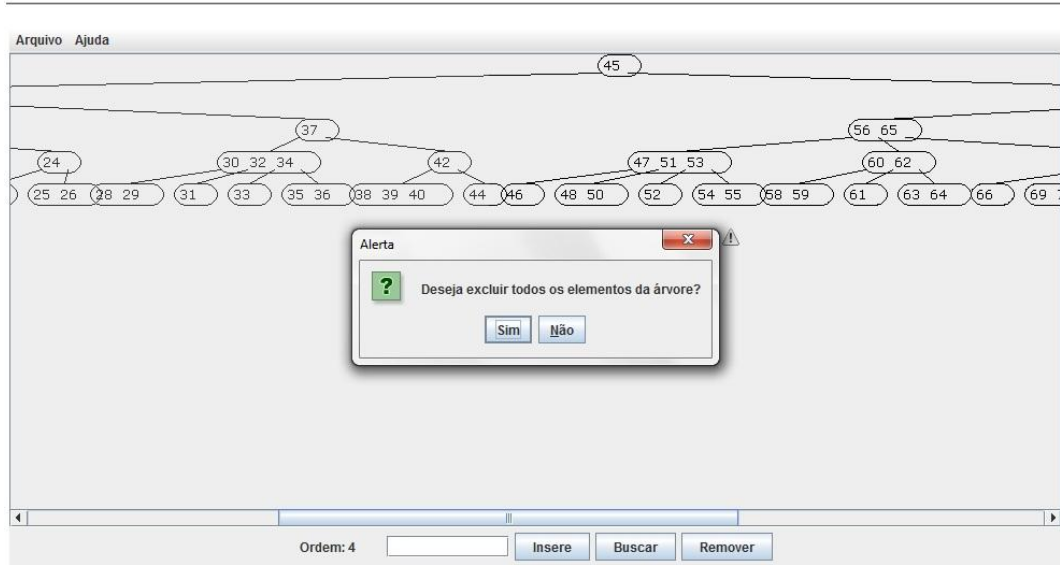 Arquivo Ajuda
45
37 56 65
24 30 32 34 42 47 51 53 60 62
25 26 28 29 31 33 35 36 38 39 40 44 46 48 50 52 54 55 58 59 61 63 64 66 69
Alerta
Deseja excluir todos os elementos da árvore?
Sim Não
Ordem: 4 Insere Buscar Remover